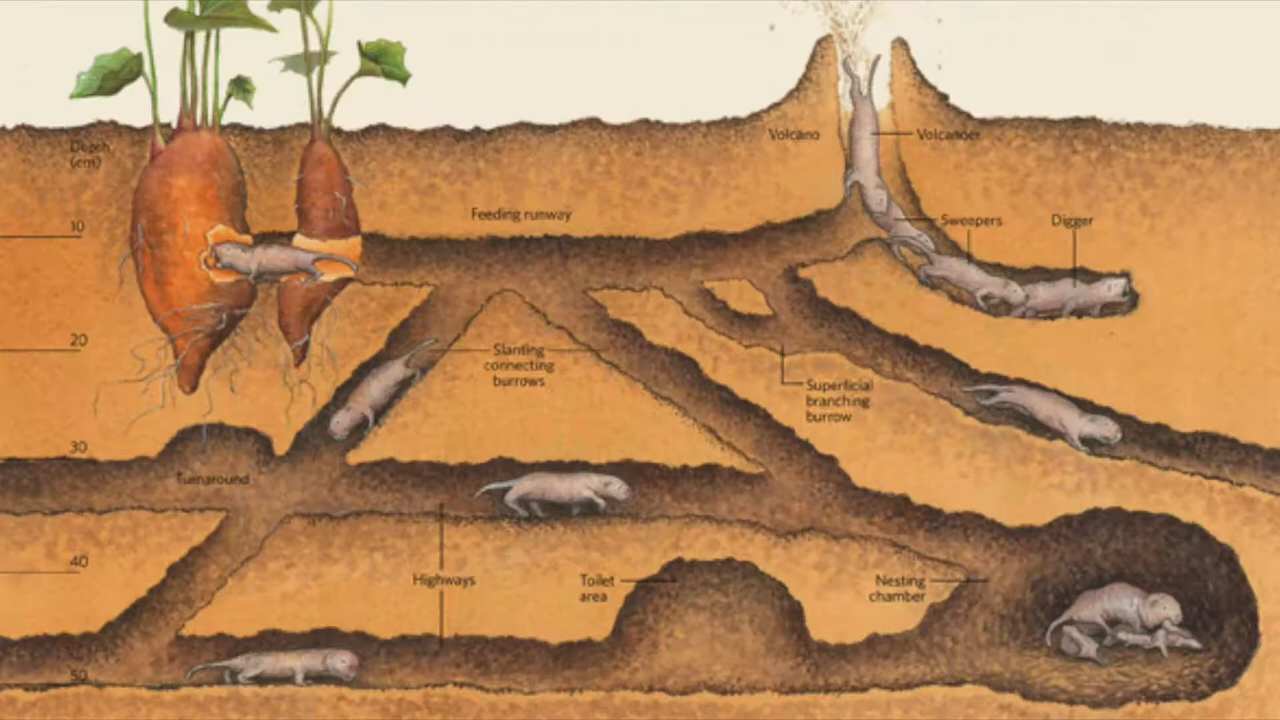 Depth
(cm)
Volcano
Volcanoer
10
Feeding runway
Sweepers
Digger
20
Slanting
connecting
burrows
Superficial
branching
burrow
30
Turnaround
40
Highways
Toilet
area
Nesting
chamber
50